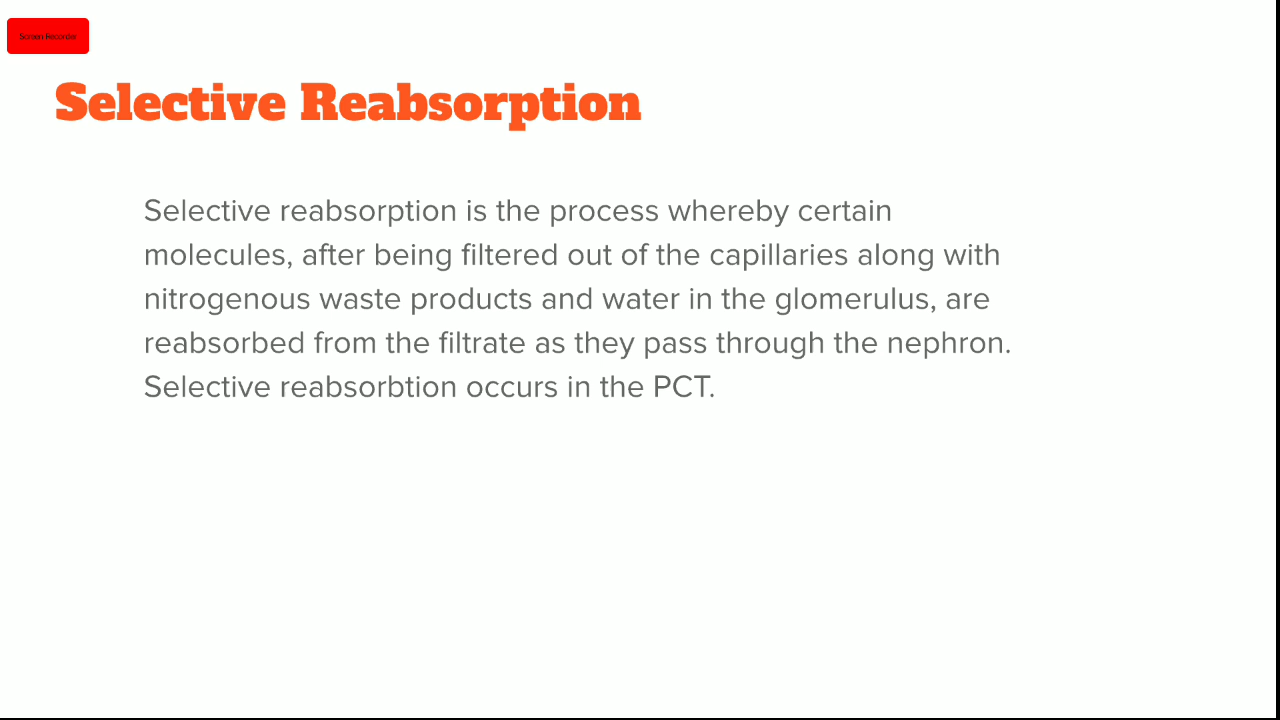 Screen Recorder
Selective Reabsorption
Selective reabsorption is the process whereby certain
molecules, after being filtered out of the capillaries along with
nitrogenous waste products and water in the glomerulus, are
reabsorbed from the filtrate as they pass through the nephron.
Selective reabsorbtion occurs in the PCT.